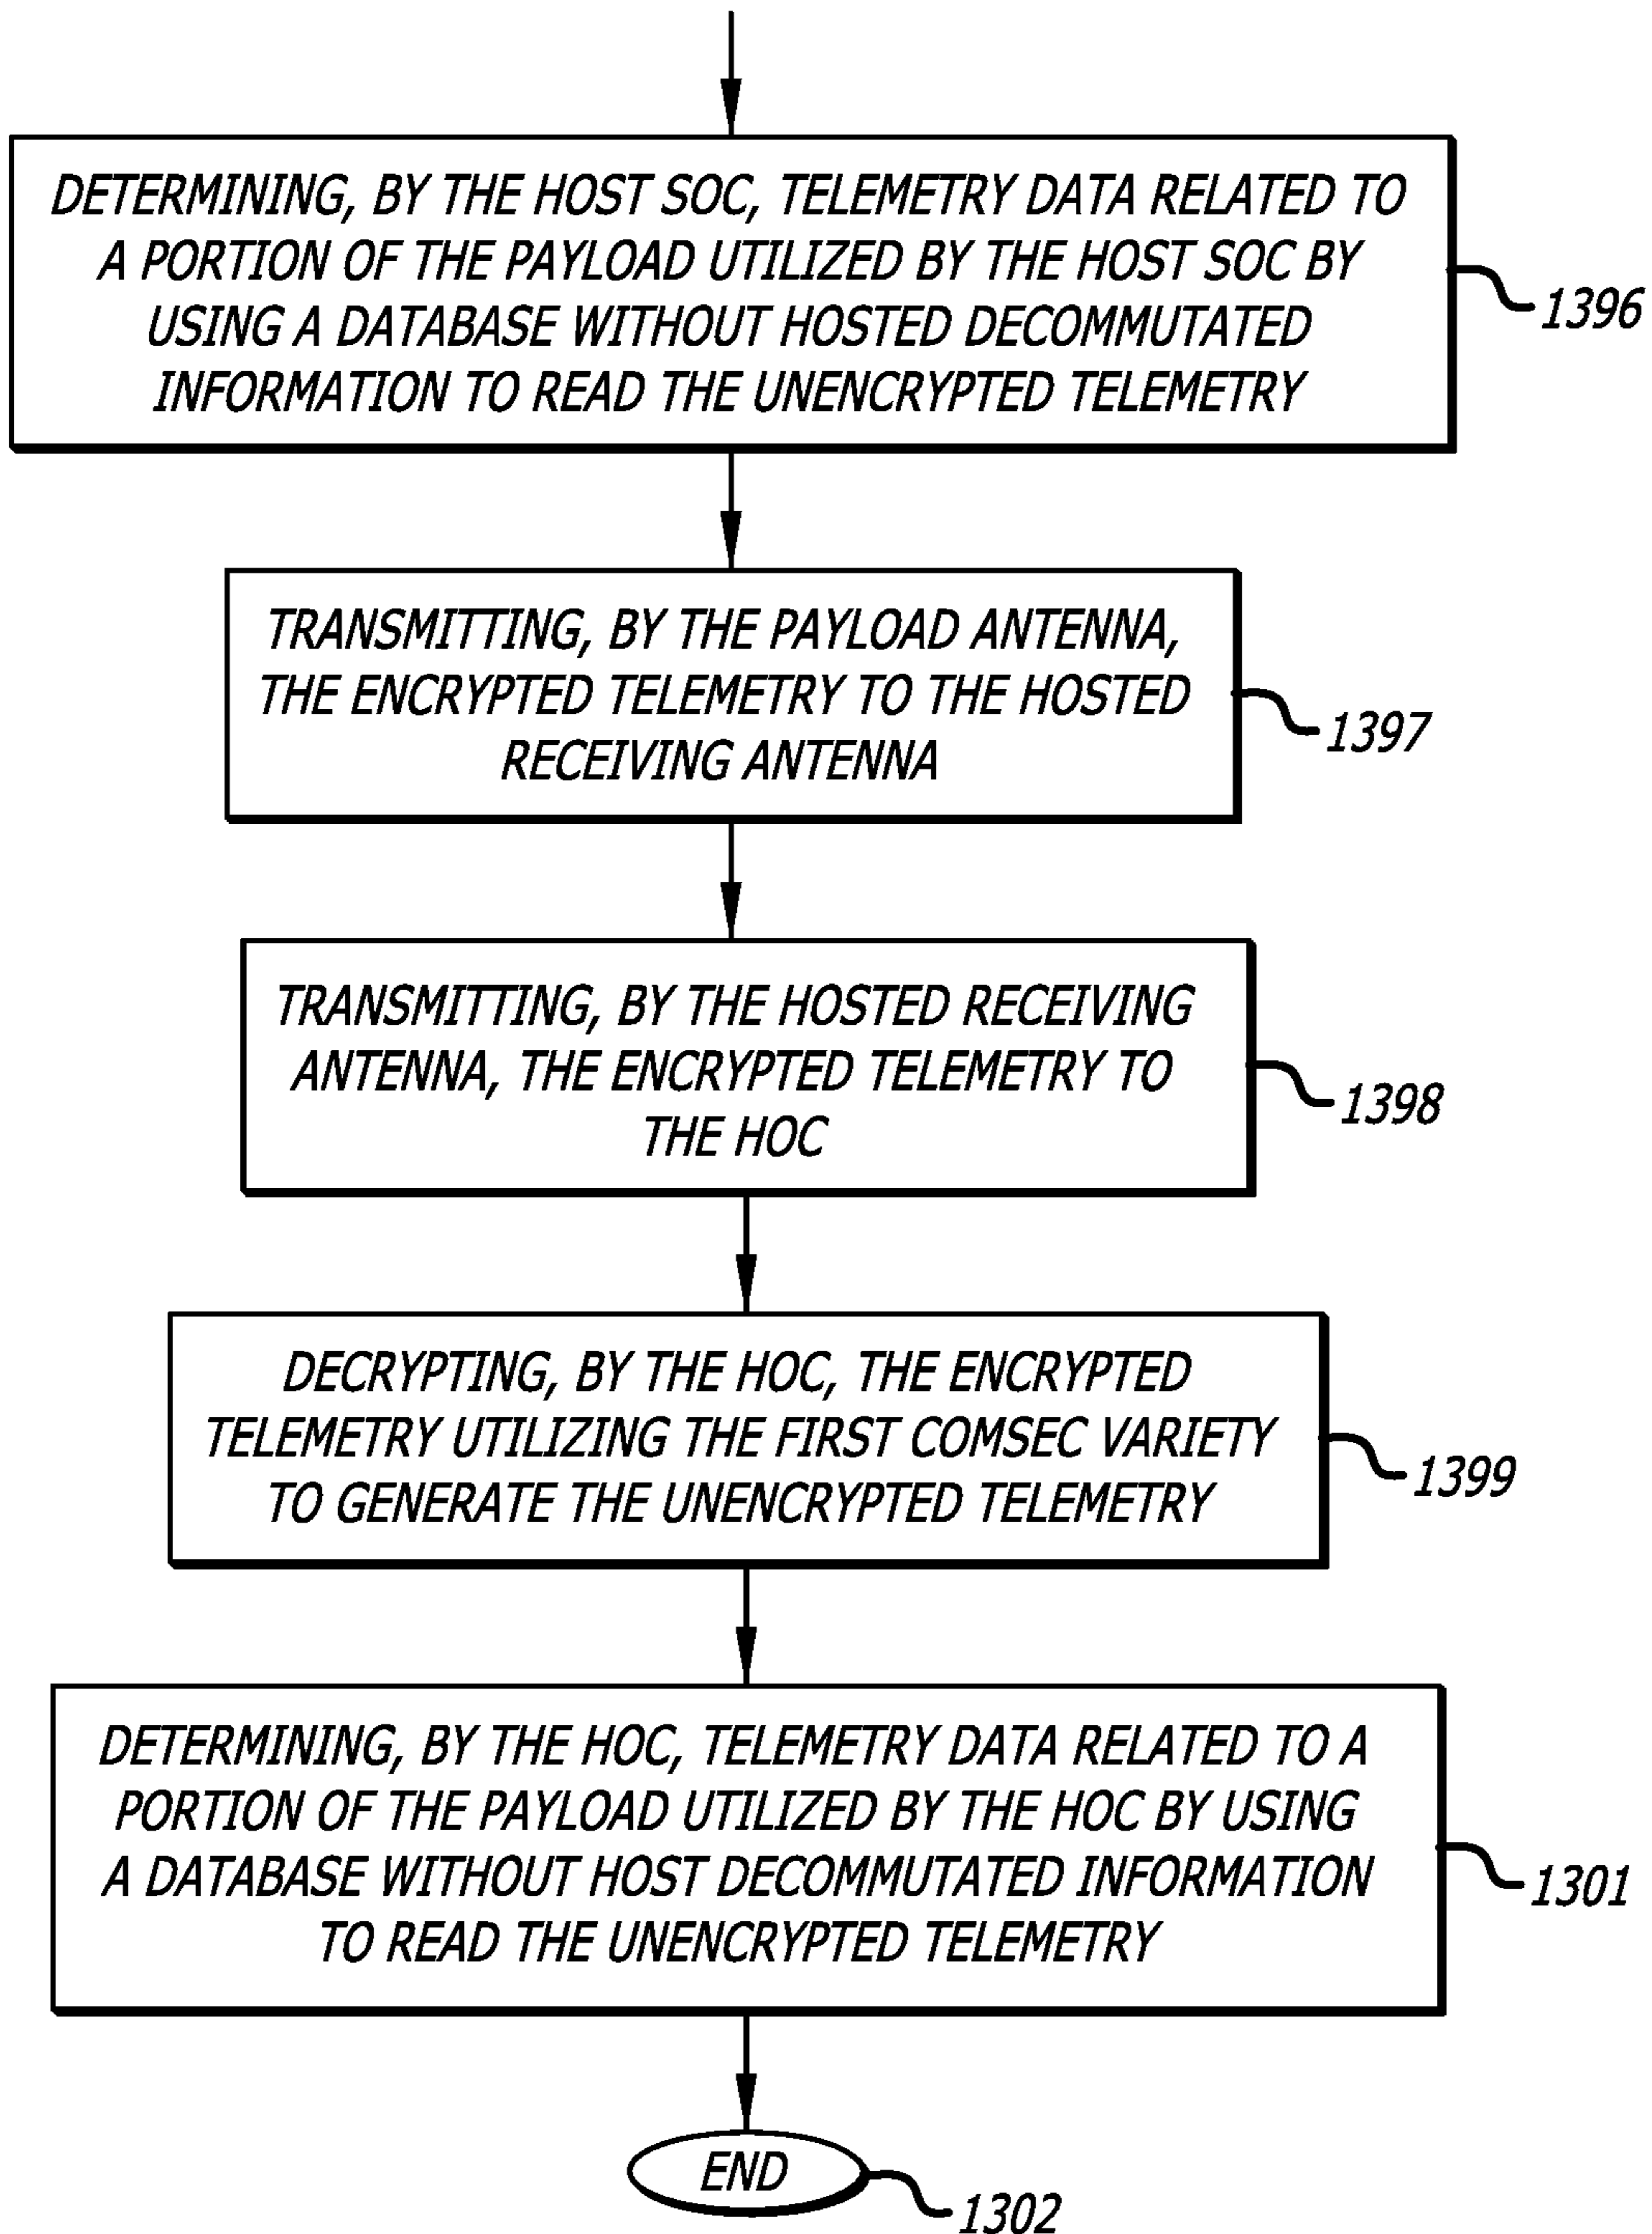 DETERMINING, BY THE HOST SOC, TELEMETRY DATA RELATED TO
A PORTION OF THE PAYLOAD UTILIZED BY THE HOST SOC BY
USING A DATABASE WITHOUT HOSTED DECOMMUTATED
INFORMATION TO READ THE UNENCRYPTED TELEMETRY
1396
TRANSMITTING, BY THE PAYLOAD ANTENNA,
THE ENCRYPTED TELEMETRY TO THE HOSTED
RECEIVING ANTENNA
1397
TRANSMITTING, BY THE HOSTED RECEIVING
ANTENNA, THE ENCRYPTED TELEMETRY TO
THE HOC
1398
DECRYPTING, BY THE HOC, THE ENCRYPTED
TELEMETRY UTILIZING THE FIRST COMSEC VARIETY
TO GENERATE THE UNENCRYPTED TELEMETRY
1399
DETERMINING, BY THE HOC, TELEMETRY DATA RELATED TO A
PORTION OF THE PAYLOAD UTILIZED BY THE HOC BY USING
A DATABASE WITHOUT HOST DECOMMUTATED INFORMATION
TO READ THE UNENCRYPTED TELEMETRY
1301
END
1302